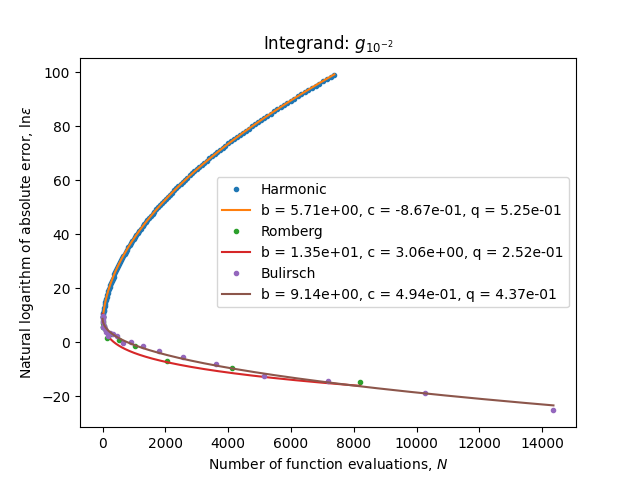 Integrand: g₁₀⁻²
Natural logarithm of absolute error, lnε
100
80
60
40
20
0
−20
Harmonic
b = 5.71e+00, c = -8.67e-01, q = 5.25e-01
Romberg
b = 1.35e+01, c = 3.06e+00, q = 2.52e-01
Bulirsch
b = 9.14e+00, c = 4.94e-01, q = 4.37e-01
0 2000 4000 6000 8000 10000 12000 14000
Number of function evaluations, N